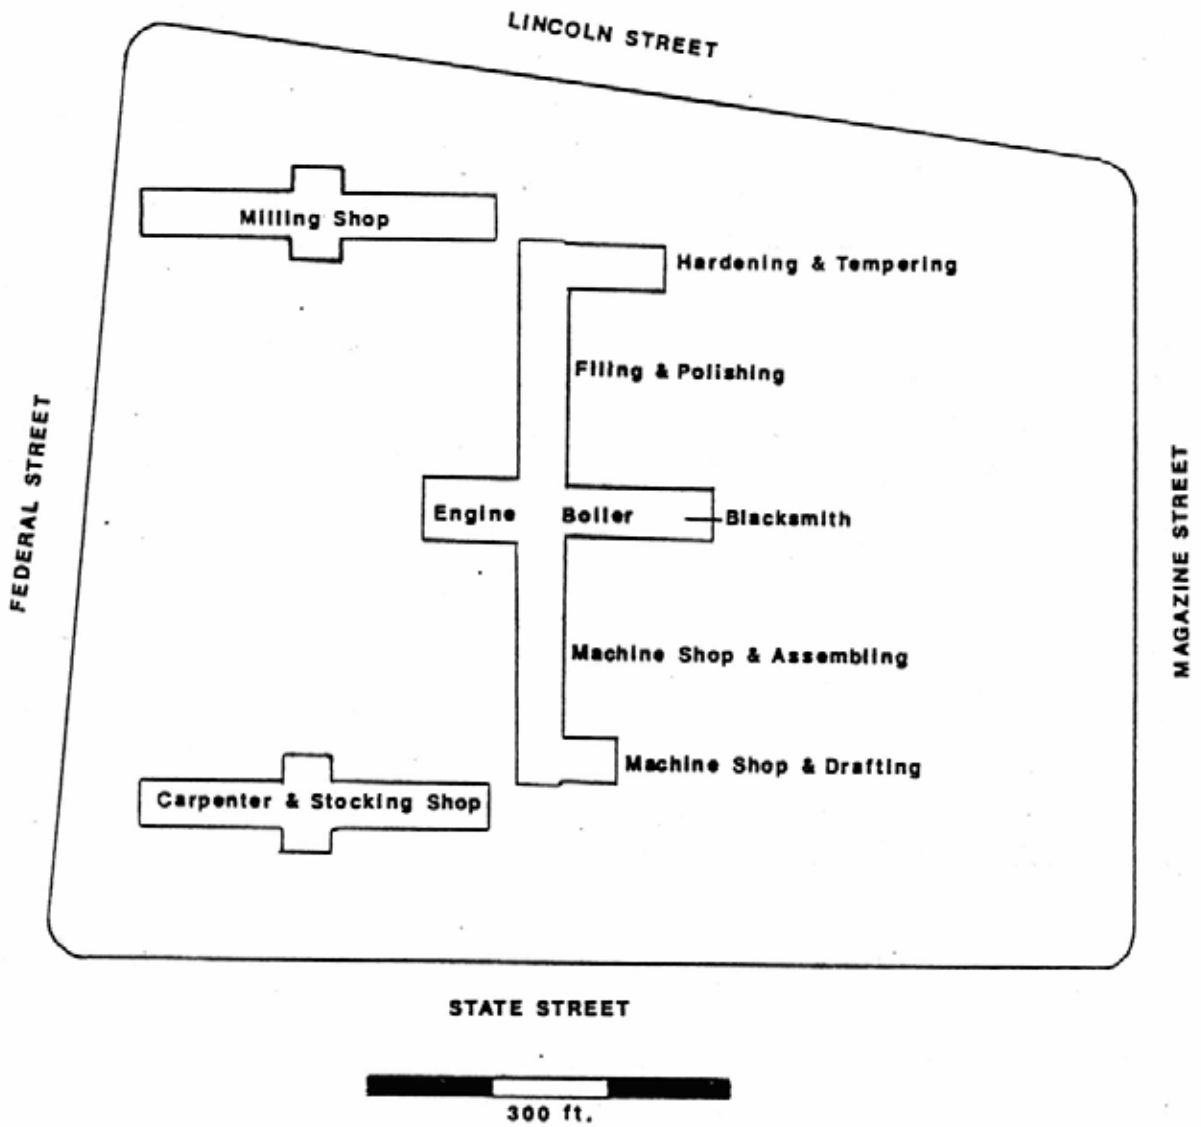 LINCOLN STREET
Milling Shop
Hardening & Tempering
Filing & Polishing
FEDERAL STREET
MAGAZINE STREET
Engine
Boiler
Blacksmith
Machine Shop & Assembling
Machine Shop & Drafting
Carpenter & Stocking Shop
STATE STREET
300 ft.